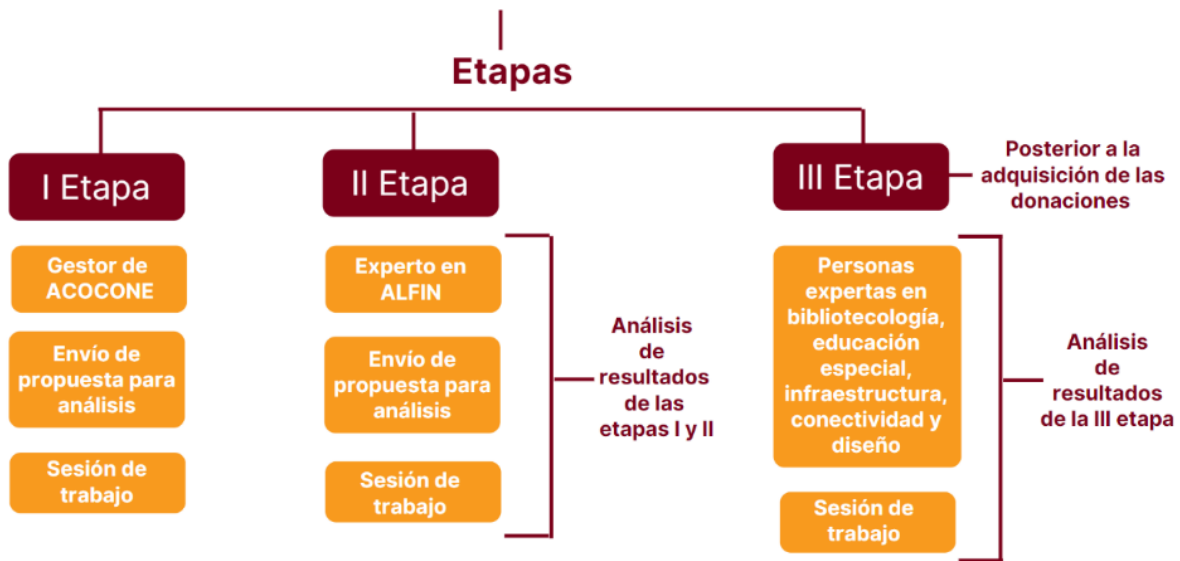 Etapas
I Etapa
Gestor de
ACOCONE
Envío de
propuesta para
análisis
Sesión de
trabajo
II Etapa
Experto en
ALFIN
Envío de
propuesta para
análisis
Sesión de
trabajo
Análisis
de
resultados
de las
etapas I y II
III Etapa
Posterior a la
adquisición de las
donaciones
Personas
expertas en
bibliotecología,
educación
especial,
infraestructura,
conectividad y
diseño
Sesión de
trabajo
Análisis
de
resultados
de la III etapa